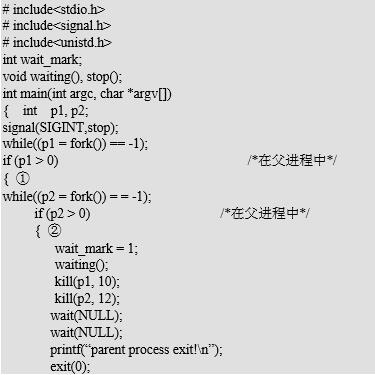 # include<stdio.h>
# include<signal.h>
# include<unistd.h>
int wait_mark;
void waiting(), stop();
int main(int argc, char *argv[])
{ int p1, p2;
signal(SIGINT,stop);
while((p1 = fork()) == -1);
if (p1 > 0) /*在父进程中*/
{ ①
while((p2 = fork()) = = -1);
if (p2 > 0) /*在父进程中*/
{ ②
wait_mark = 1;
waiting();
kill(p1, 10);
kill(p2, 12);
wait(NULL);
wait(NULL);
printf(“parent process exit!\n”);
exit(0);